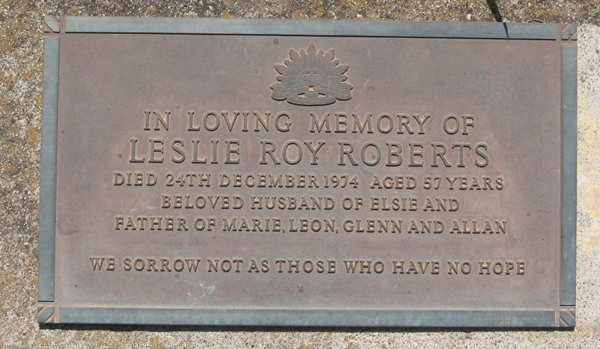 IN LOVING MEMORY OF
LESLIE ROY ROBERTS
DIED 24TH DECEMBER 1974 AGED 57 YEARS
BELOVED HUSBAND OF ELSIE AND
FATHER OF MARIE, LEON, GLENN AND ALLAN
WE SORROW NOT AS THOSE WHO HAVE NO HOPE